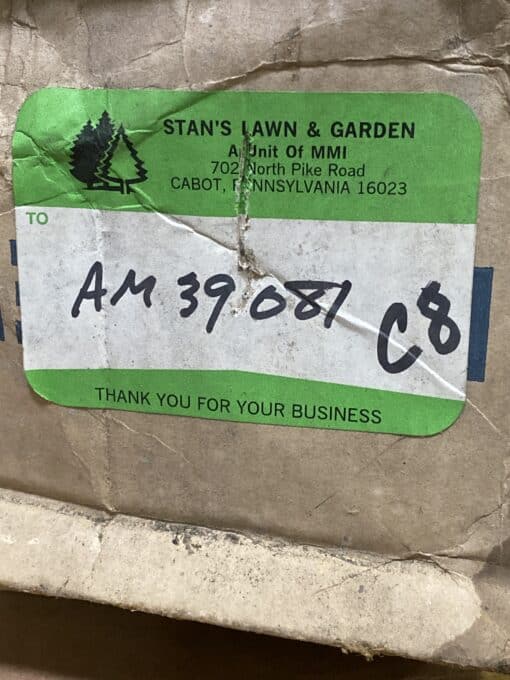 STAN'S LAWN & GARDEN
A Unit Of MMI
702 North Pike Road
CABOT, PENNSYLVANIA 16023
TO
AM 39081 C8
THANK YOU FOR YOUR BUSINESS